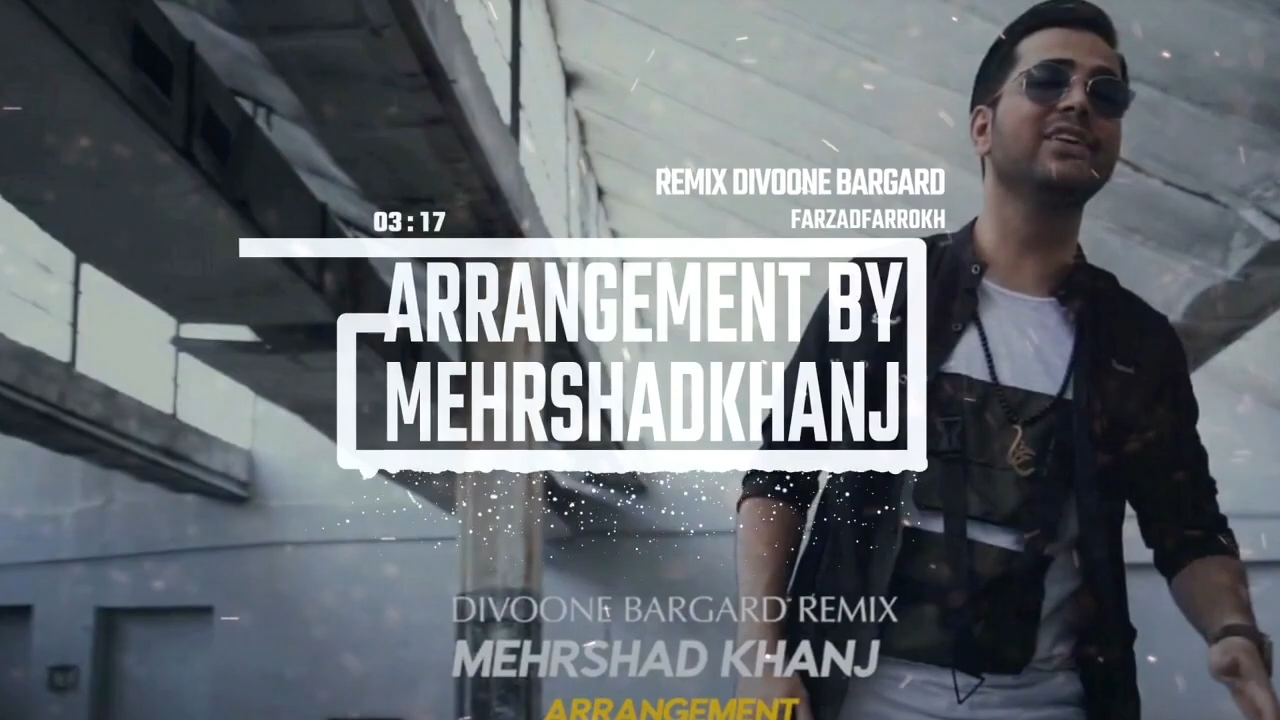 REMIX DIVOONE BARGARD
03:17
FARZADFARROKH
ARRANGEMENT BY
MEHRSHADKHANJ
DIVOONE BARGARD REMIX
MEHRSHAD KHANJ
ARRANGEMENT